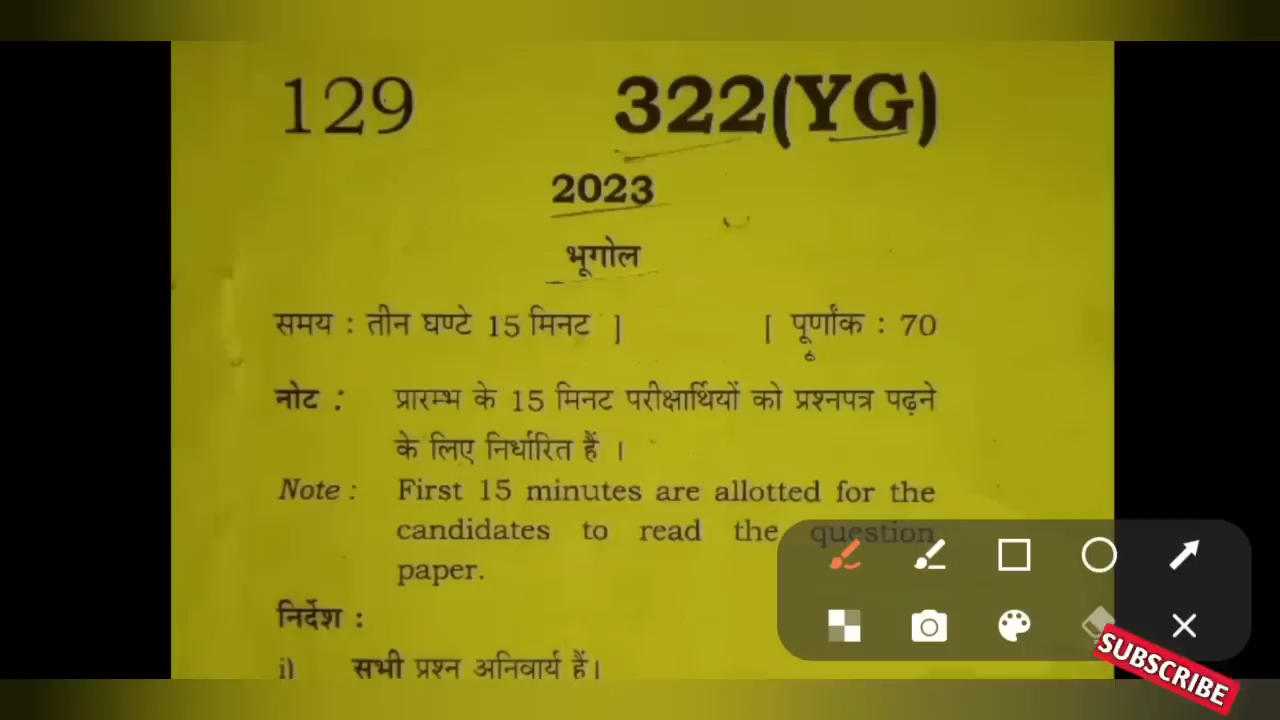 129 322(YG)
2023
भूगोल
समय : तीन घण्टे 15 मिनट ] [ पूर्णांक : 70
नोट : प्रारम्भ के 15 मिनट परीक्षार्थियों को प्रश्नपत्र पढ़ने
के लिए निर्धारित हैं ।
Note : First 15 minutes are allotted for the
candidates to read the question
paper.
निर्देश :
i) सभी प्रश्न अनिवार्य हैं।
SUBSCRIBE